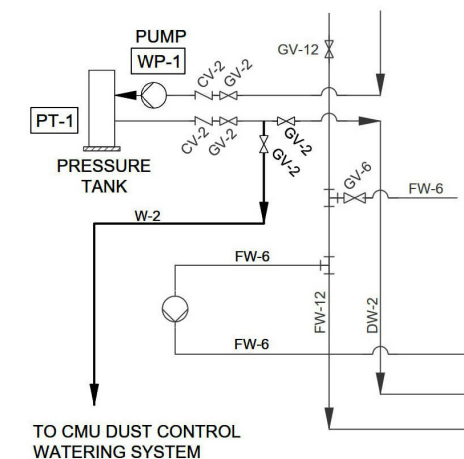 PUMP
WP-1
GV-12
CV-2
GV-2
PT-1
CV-2
GV-2
GV-2
GV-2
PRESSURE
TANK
GV-6
FW-6
W-2
FW-6
FW-12
DW-2
FW-6
TO CMU DUST CONTROL
WATERING SYSTEM